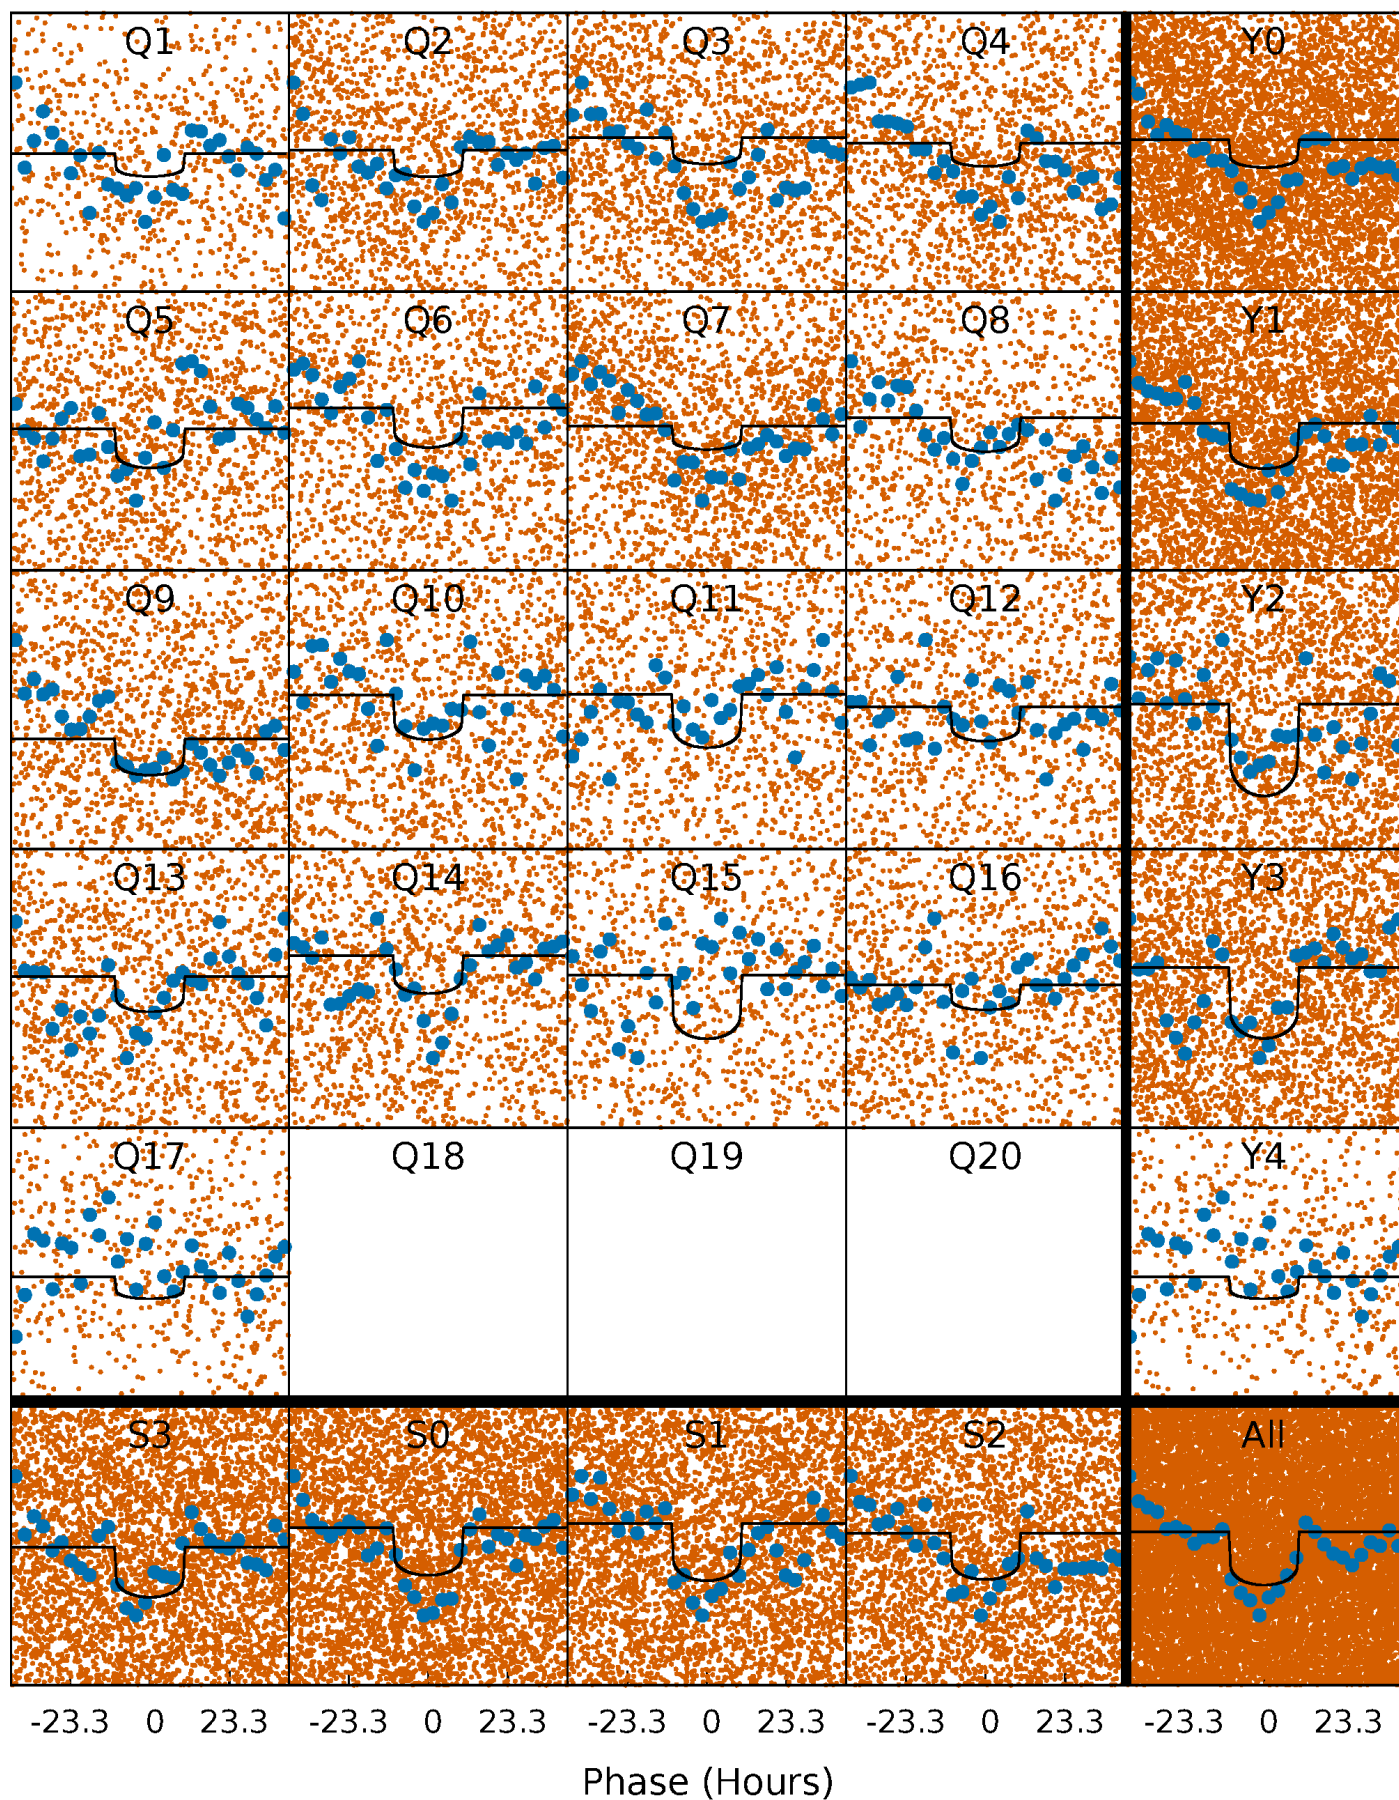 Q1 Q2 Q3 Q4 Y0
Q5 Q6 Q7 Q8 Y1
Q9 Q10 Q11 Q12 Y2
Q13 Q14 Q15 Q16 Y3
Q17 Q18 Q19 Q20 Y4
S3 S0 S1 S2 All
-23.3 0 23.3 -23.3 0 23.3 -23.3 0 23.3 -23.3 0 23.3 -23.3 0 23.3
Phase (Hours)